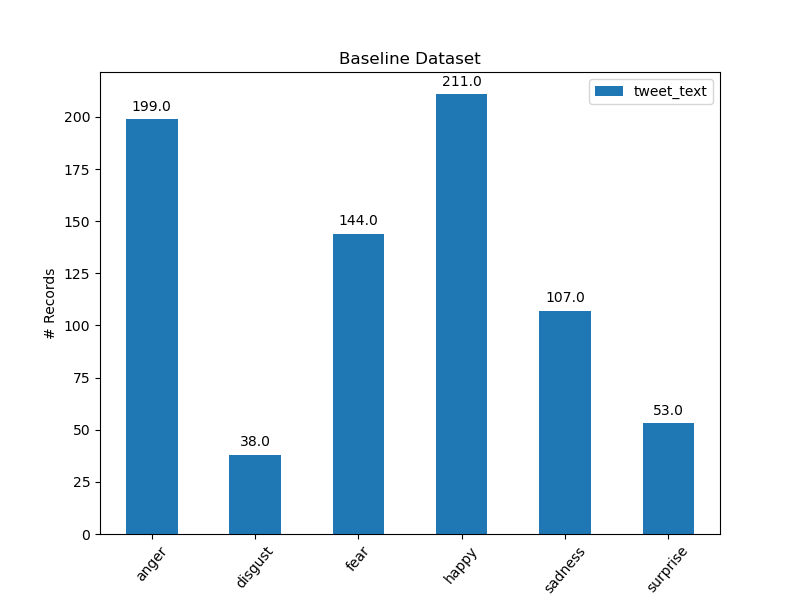 Baseline Dataset
tweet_text
# Records
200
175
150
125
100
75
50
25
0
199.0
38.0
144.0
211.0
107.0
53.0
anger
disgust
fear
happy
sadness
surprise